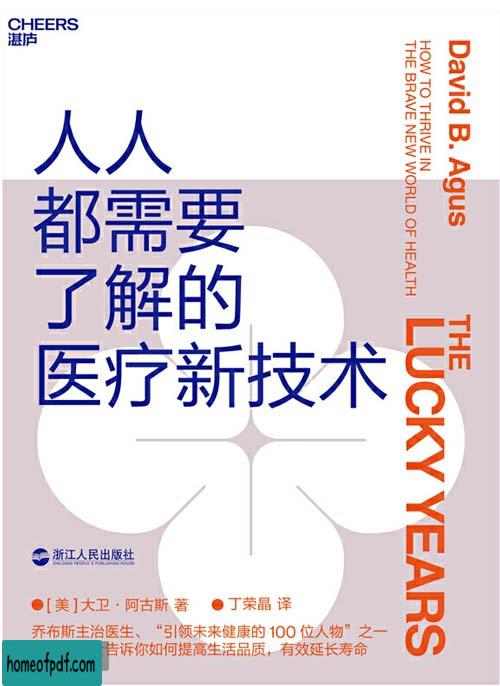 CHEERS
湛庐
人人
都需要
了解的
医疗新技术
David B. Agus
HOW TO THRIVE IN
THE BRAVE NEW WORLD OF HEALTH
THE
LUCKY YEARS
浙江人民出版社
ZHEJIANG PEOPLE'S PUBLISHING HOUSE
[美]大卫·阿古斯 著
丁荣晶 译
乔布斯主治医生、“引领未来健康的100位人物”之一
告诉你如何提高生活品质，有效延长寿命
homeofpdf.com